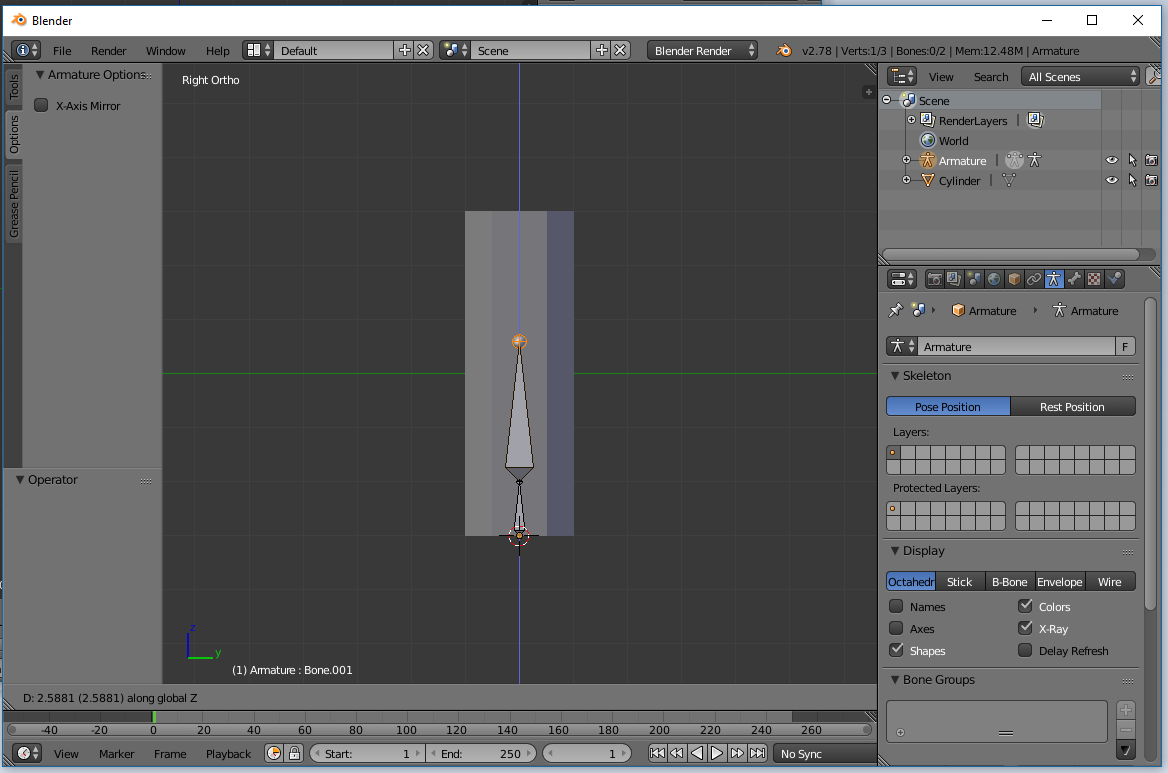 Blender
File Render Window Help Default Scene Blender Render v2.78 | Verts:1/3 | Bones:0/2 | Mem:12.48M | Armature
Tools
Options
Grease Pencil
Armature Options
X-Axis Mirror
Operator
Right Ortho
z
y
(1) Armature : Bone.001
D: 2.5881 (2.5881) along global Z
-40 -20 0 20 40 60 80 100 120 140 160 180 200 220 240 260
View Marker Frame Playback Start: 1 End: 250 1 No Sync
View Search All Scenes
Scene
RenderLayers
World
Armature
Cylinder
Armature Armature
Armature F
Skeleton
Pose Position Rest Position
Layers:
Protected Layers:
Display
Octahedr Stick B-Bone Envelope Wire
Names Colors
Axes X-Ray
Shapes Delay Refresh
Bone Groups